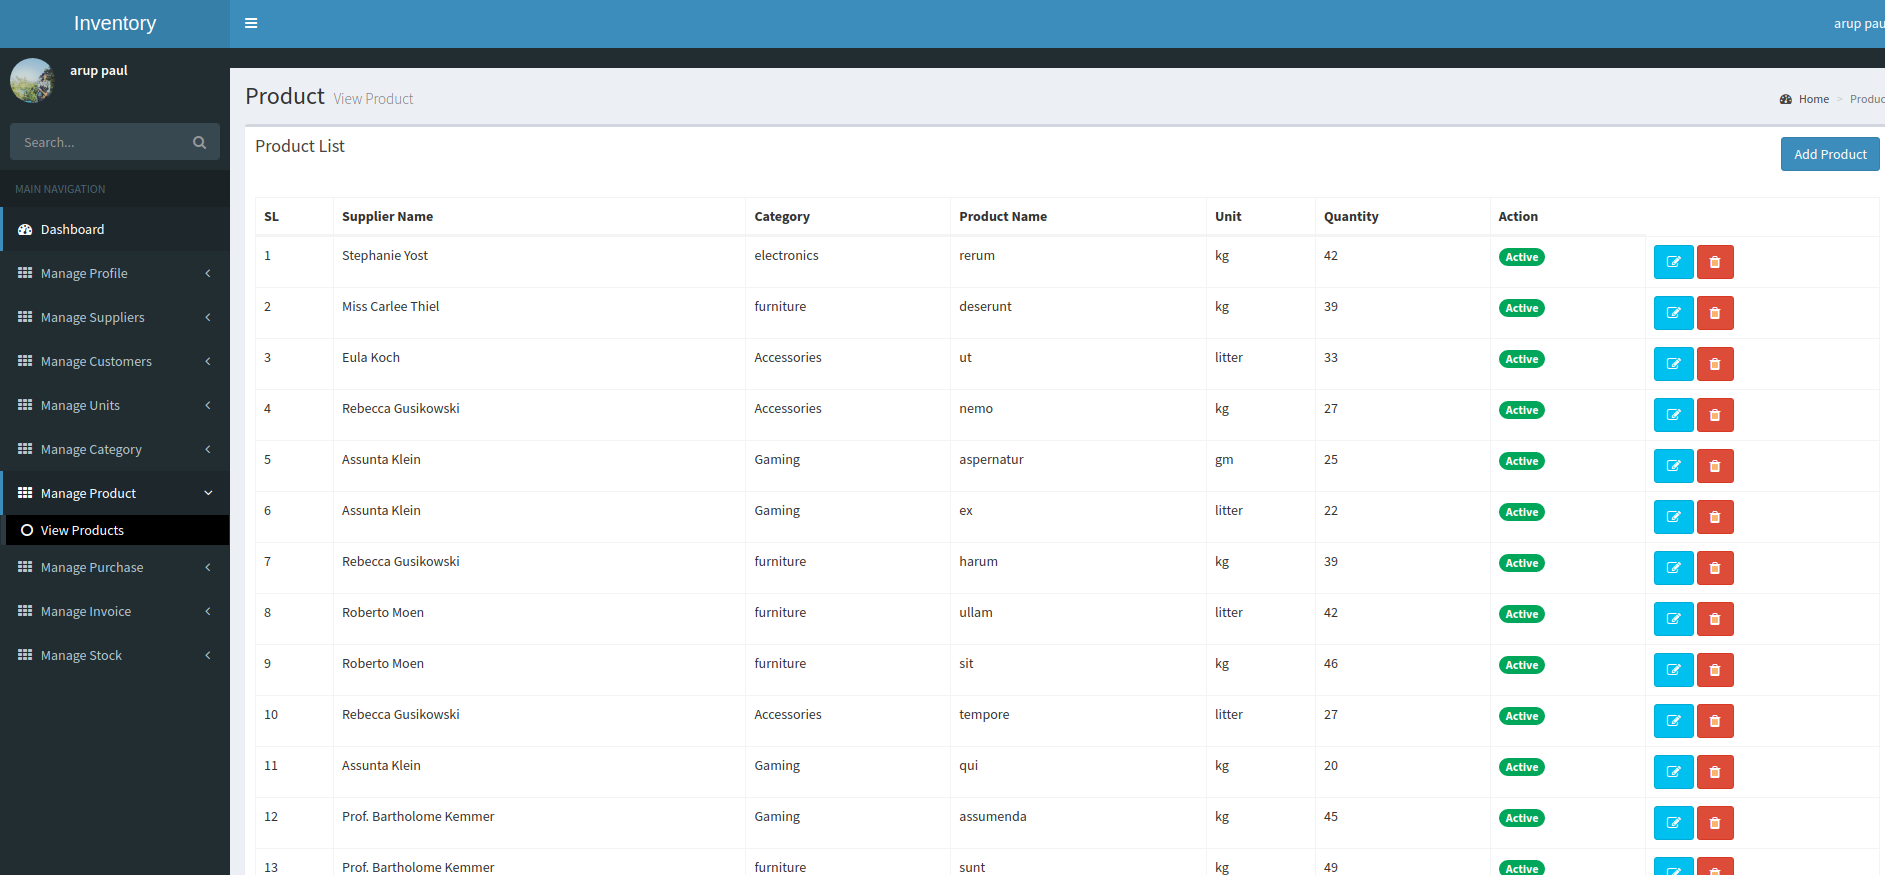 Inventory
arup pau
arup paul
Product View Product
Home > Produc
Search...
Product List
Add Product
MAIN NAVIGATION
Dashboard
Manage Profile
Manage Suppliers
Manage Customers
Manage Units
Manage Category
Manage Product
View Products
Manage Purchase
Manage Invoice
Manage Stock
SL Supplier Name Category Product Name Unit Quantity Action
1 Stephanie Yost electronics rerum kg 42 Active
2 Miss Carlee Thiel furniture deserunt kg 39 Active
3 Eula Koch Accessories ut litter 33 Active
4 Rebecca Gusikowski Accessories nemo kg 27 Active
5 Assunta Klein Gaming aspernatur gm 25 Active
6 Assunta Klein Gaming ex litter 22 Active
7 Rebecca Gusikowski furniture harum kg 39 Active
8 Roberto Moen furniture ullam litter 42 Active
9 Roberto Moen furniture sit kg 46 Active
10 Rebecca Gusikowski Accessories tempore litter 27 Active
11 Assunta Klein Gaming qui kg 20 Active
12 Prof. Bartholome Kemmer Gaming assumenda kg 45 Active
13 Prof. Bartholome Kemmer furniture sunt kg 49 Active